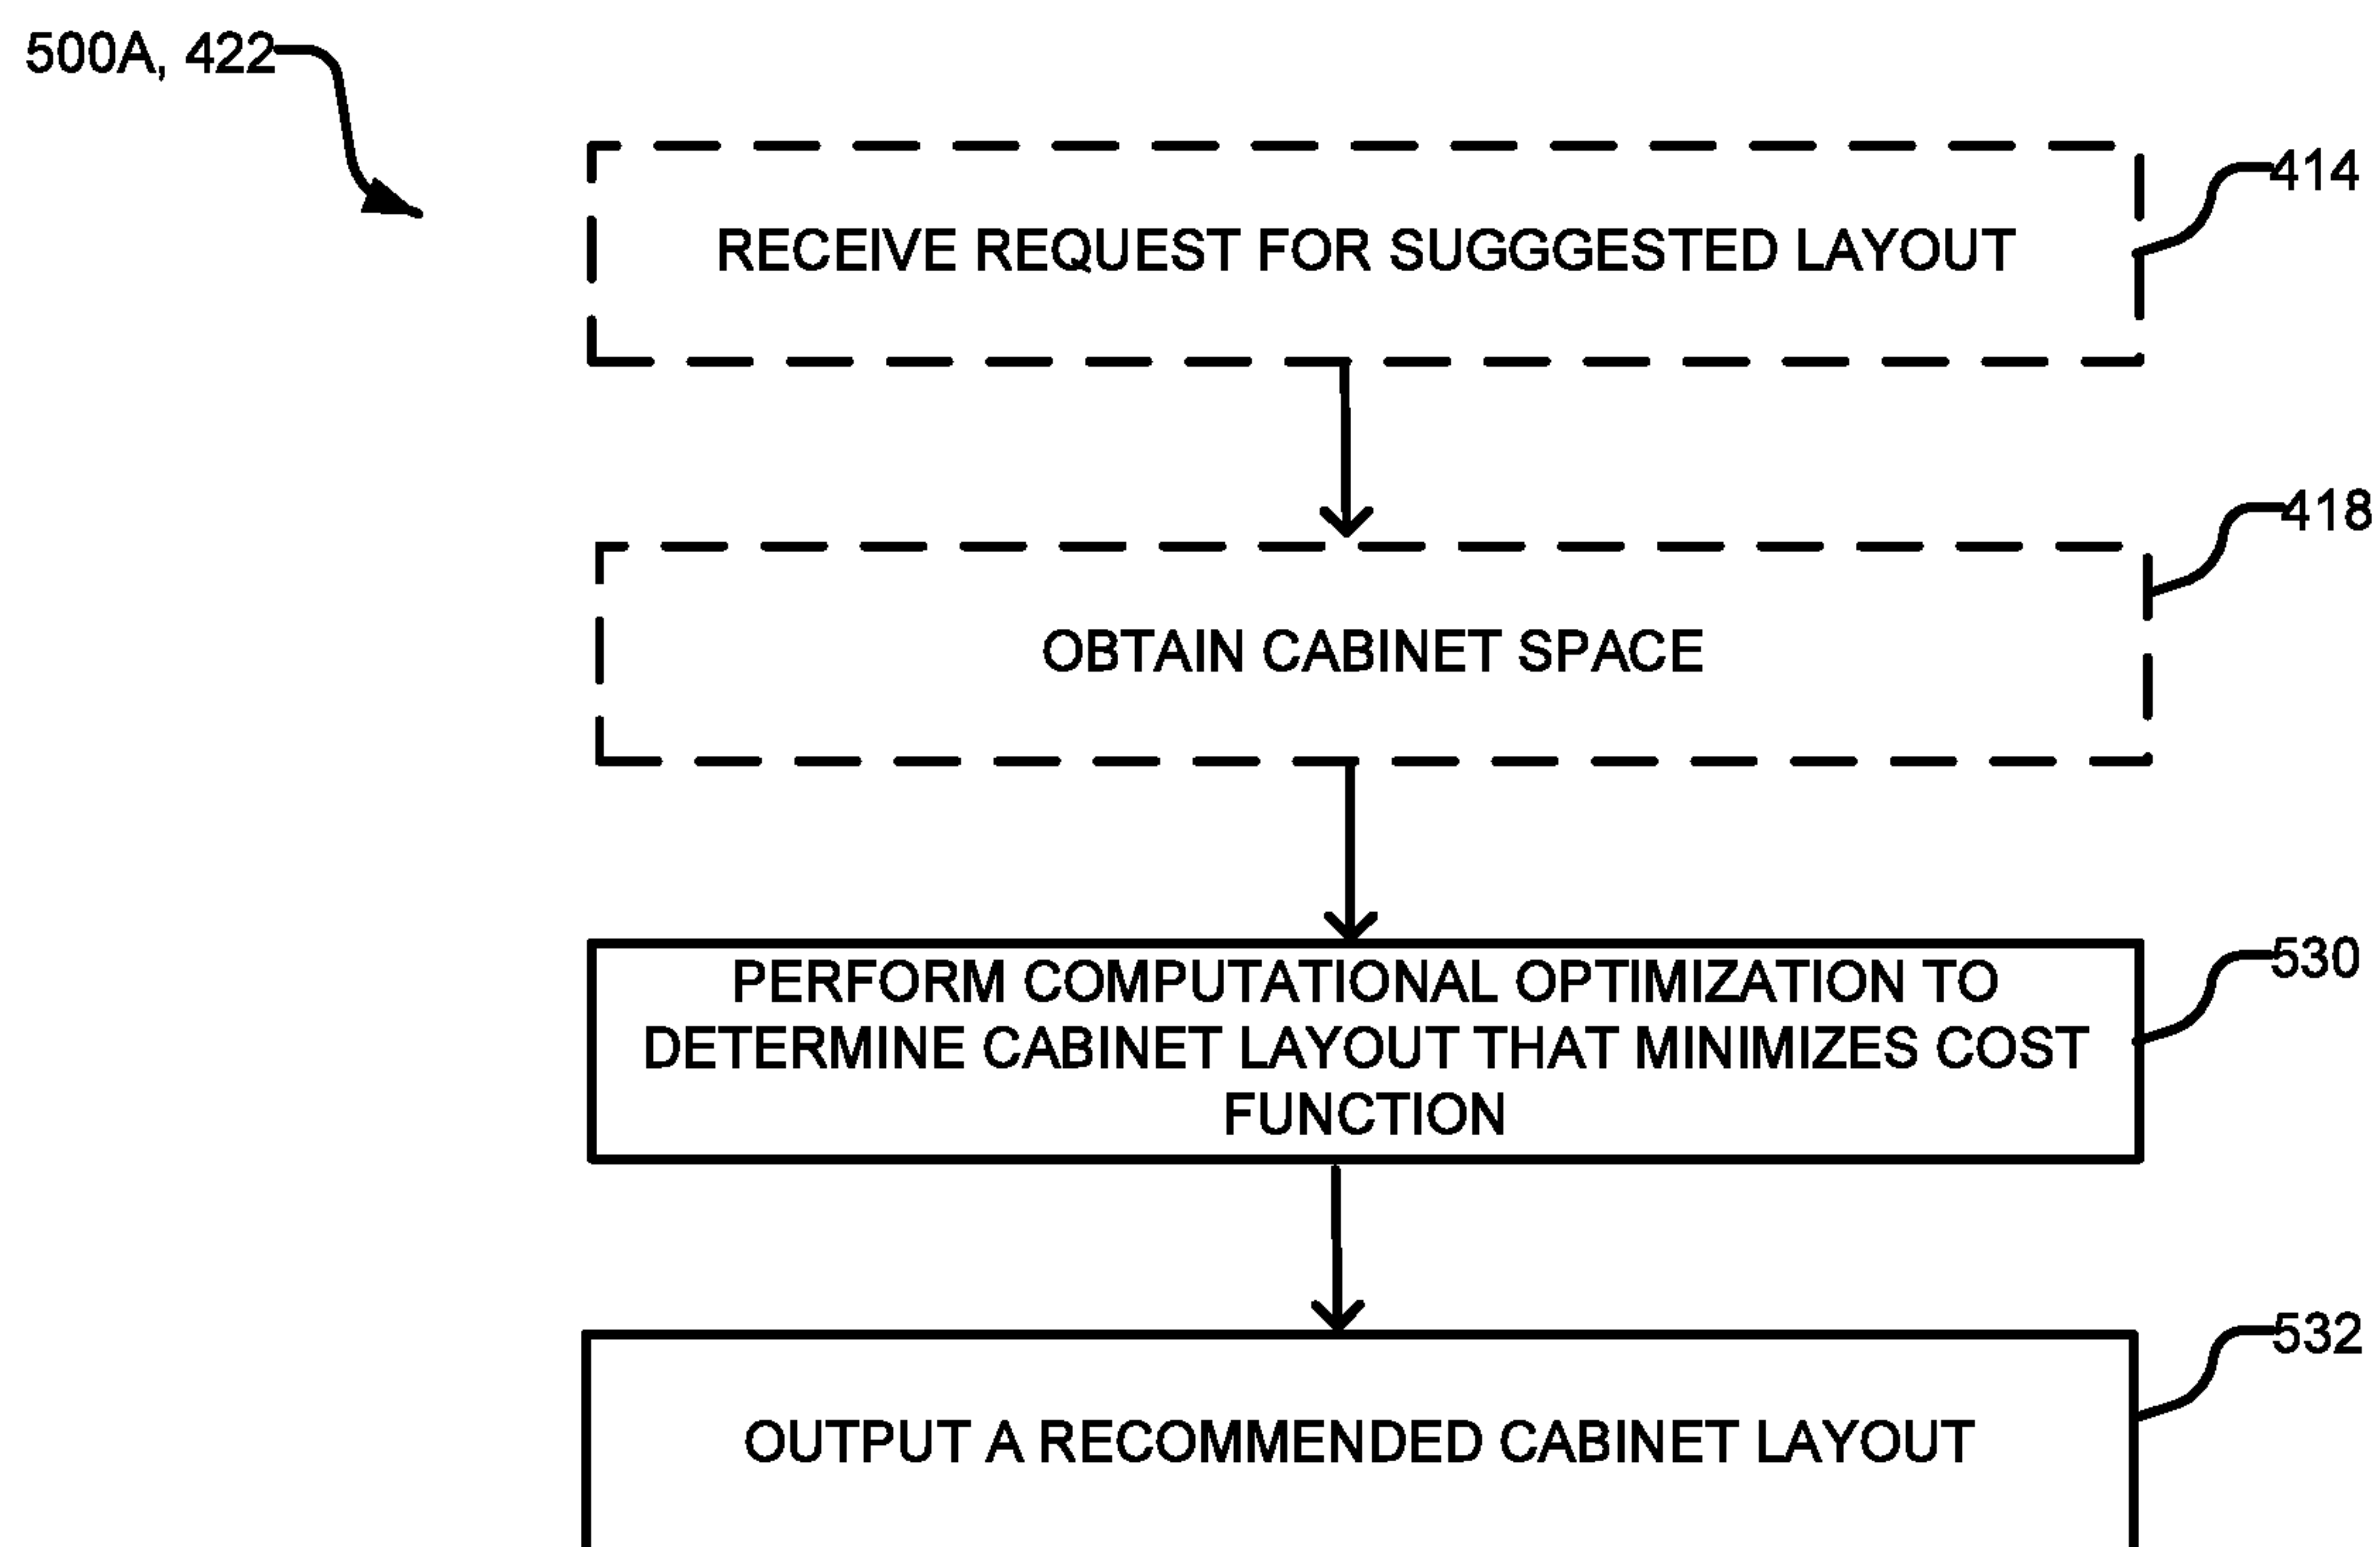 500A, 422
414
RECEIVE REQUEST FOR SUGGGESTED LAYOUT
418
OBTAIN CABINET SPACE
530
PERFORM COMPUTATIONAL OPTIMIZATION TO
DETERMINE CABINET LAYOUT THAT MINIMIZES COST
FUNCTION
532
OUTPUT A RECOMMENDED CABINET LAYOUT